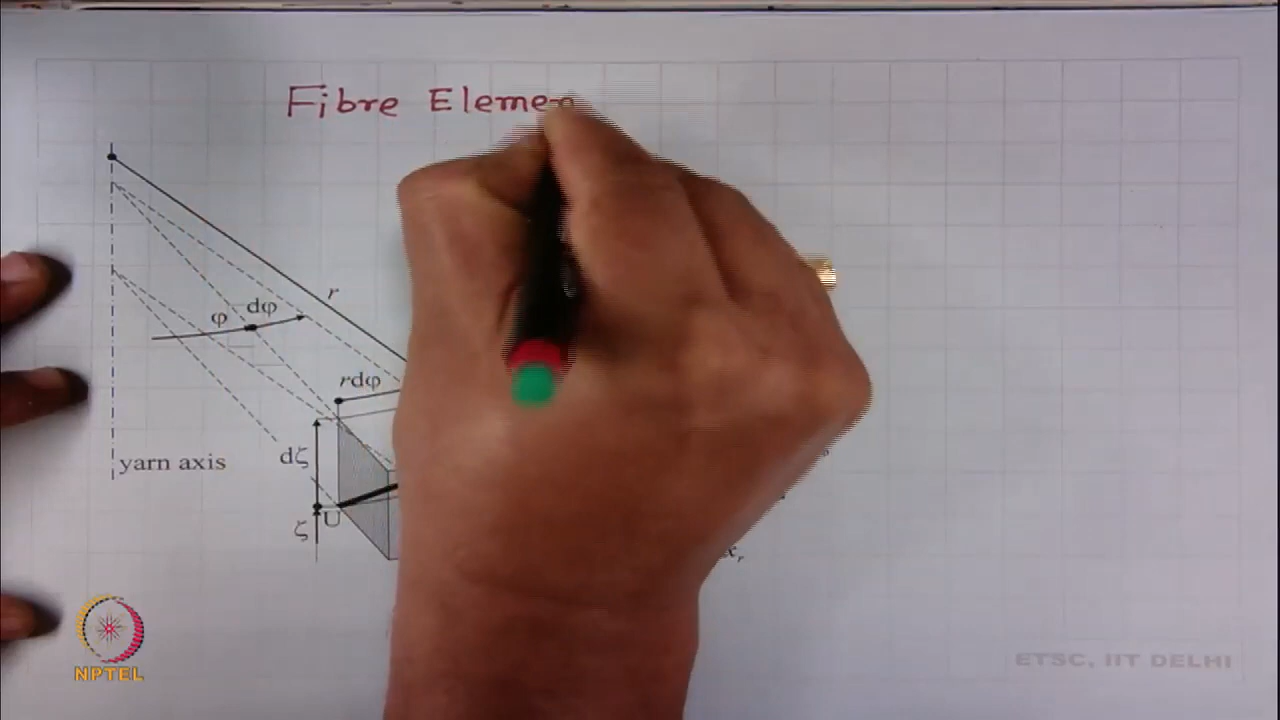 Fibre Elemen
r
φ dφ
rdφ
dζ
yarn axis
ζ U
NPTEL
ETSC, IIT DELHI